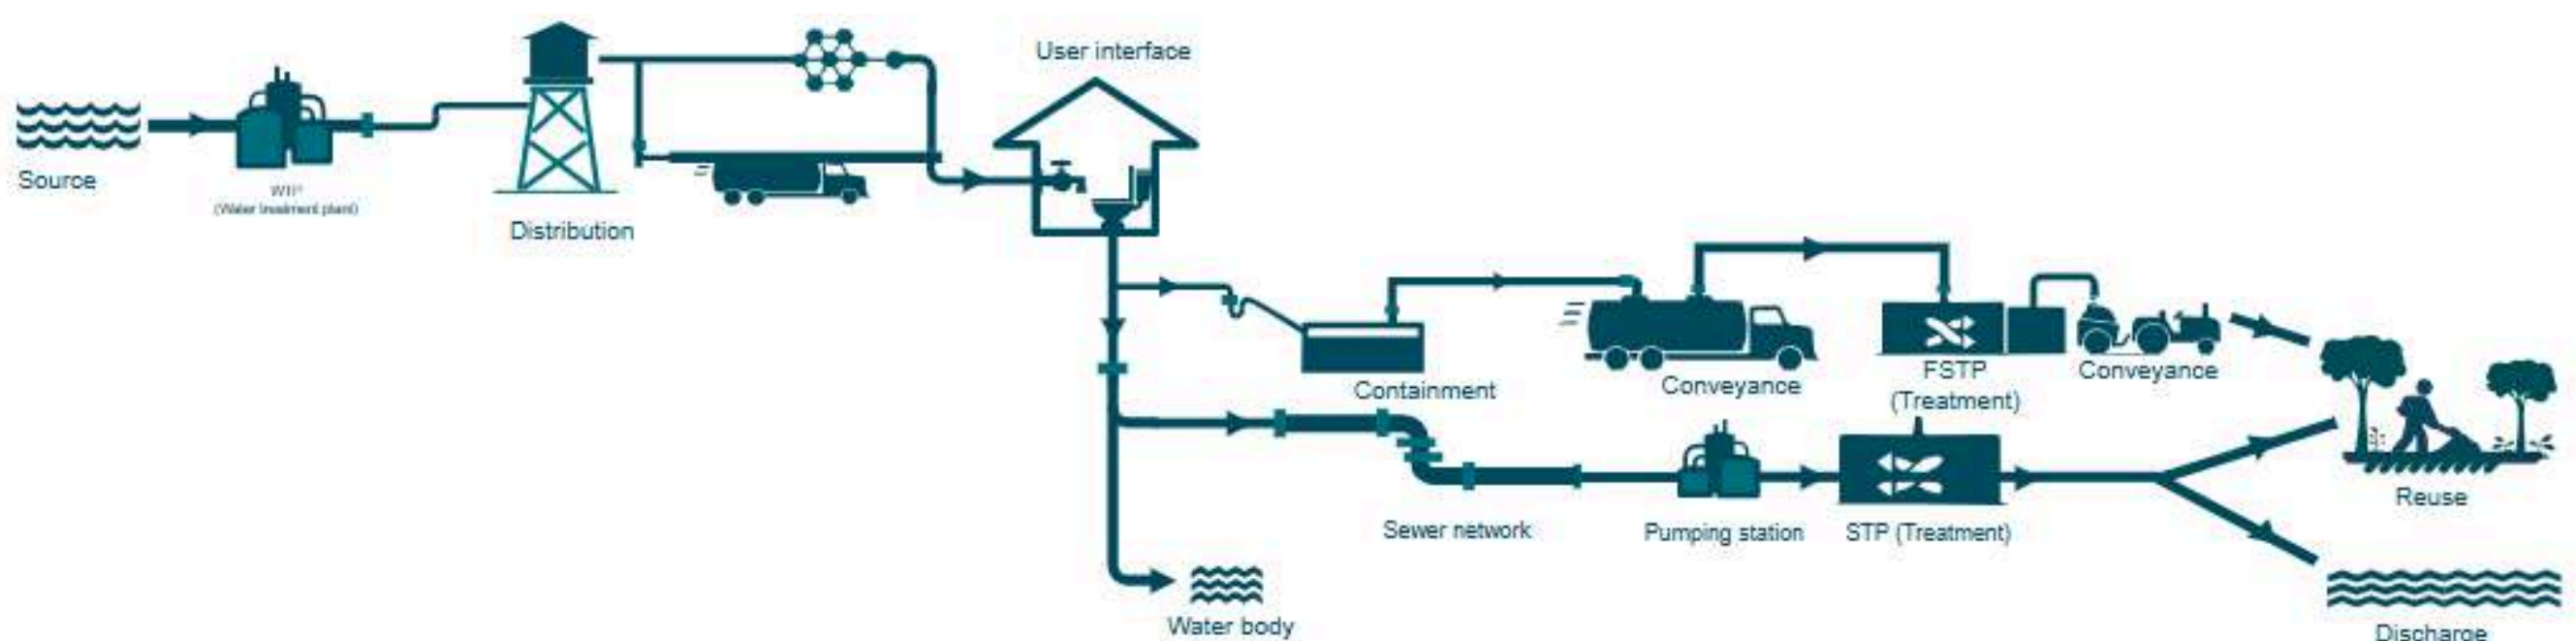 User interface
Source
(Water treatment plant)
Distribution
Containment
Conveyance
FSTP
(Treatment)
Conveyance
Reuse
Sewer network
Pumping station
STP (Treatment)
Water body
Discharge